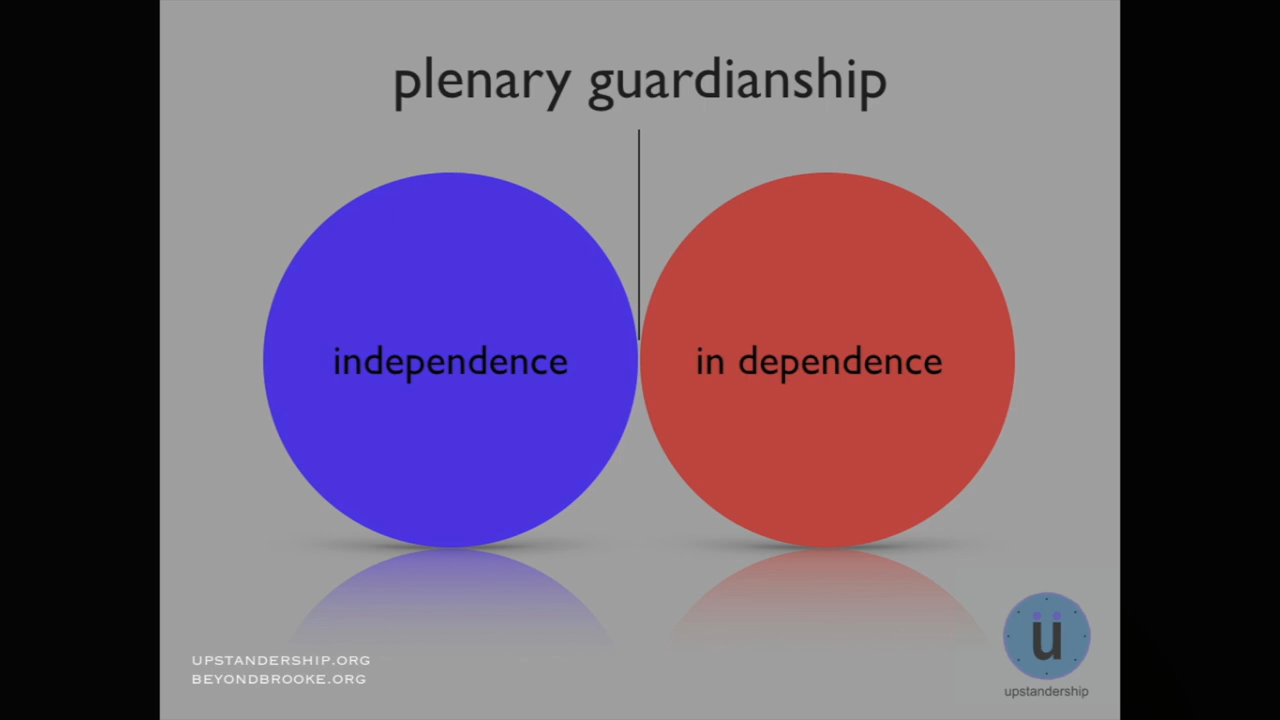 plenary guardianship
independence
in dependence
UPSTANDERSHIP.ORG
BEYONDBROOKE.ORG
ü
upstandership